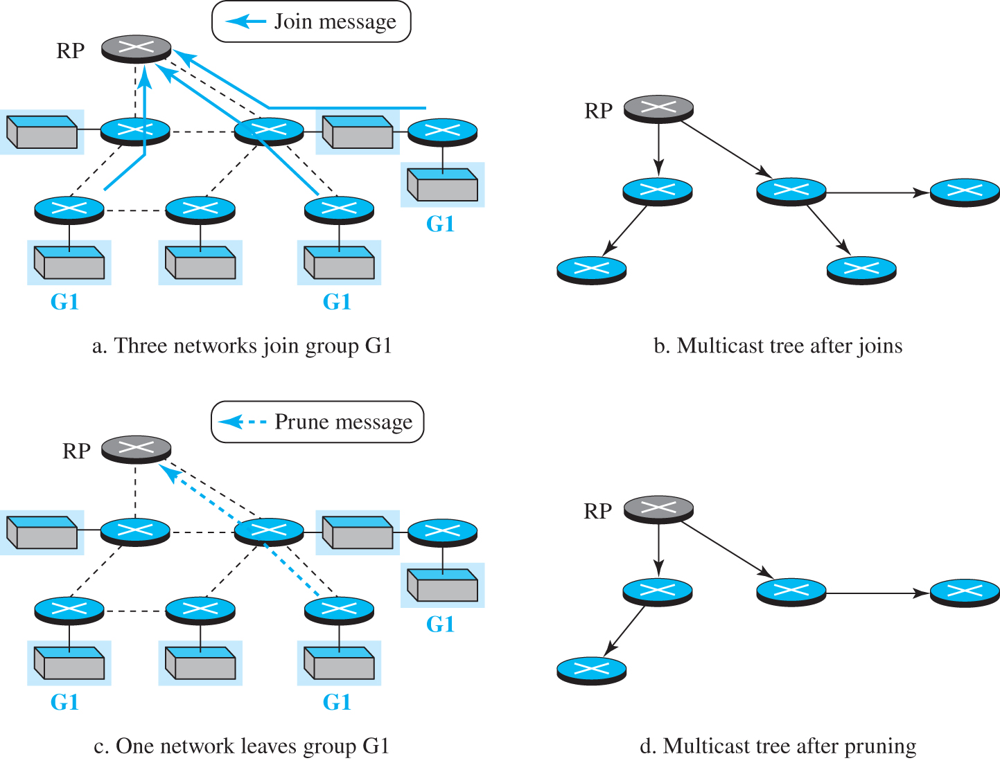 Join message
RP
RP
G1
G1
G1
a. Three networks join group G1
b. Multicast tree after joins
Prune message
RP
RP
G1
G1
G1
c. One network leaves group G1
d. Multicast tree after pruning